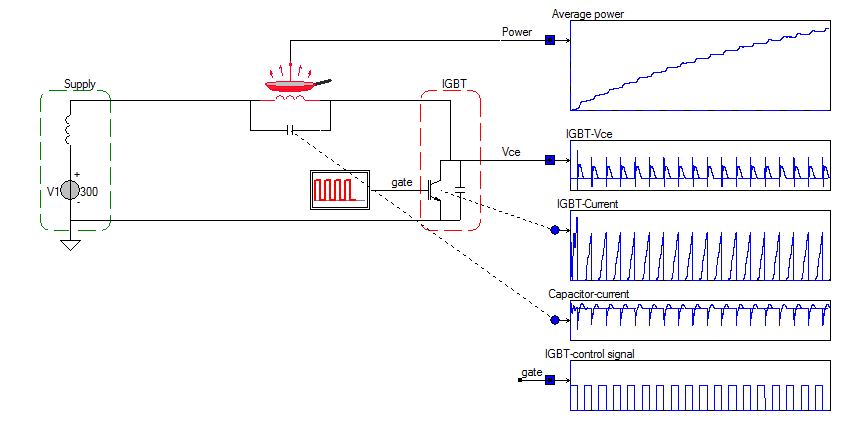 Average power
Power
Supply
IGBT
IGBT-Vce
Vce
+
V1 300
-
gate
IGBT-Current
Capacitor-current
IGBT-control signal
gate